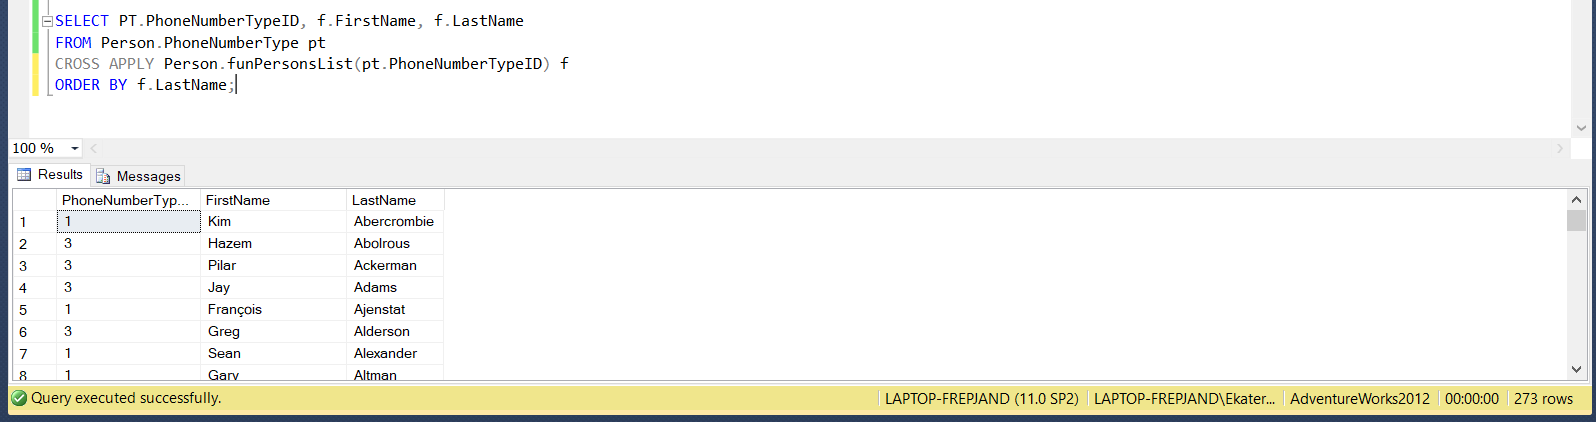 SELECT PT.PhoneNumberTypeID, f.FirstName, f.LastName
FROM Person.PhoneNumberType pt
CROSS APPLY Person.funPersonsList(pt.PhoneNumberTypeID) f
ORDER BY f.LastName;
100 %
Results Messages
PhoneNumberTyp... FirstName LastName
1 1 Kim Abercrombie
2 3 Hazem Abolrous
3 3 Pilar Ackerman
4 3 Jay Adams
5 1 François Ajenstat
6 3 Greg Alderson
7 1 Sean Alexander
8 1 Gary Altman
Query executed successfully. LAPTOP-FREPJAND (11.0 SP2) LAPTOP-FREPJAND\Ekater... AdventureWorks2012 00:00:00 273 rows